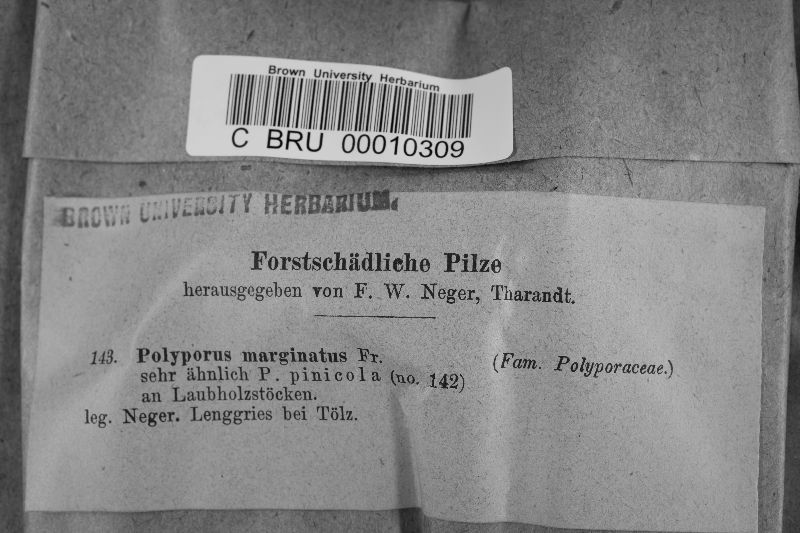 Brown University Herbarium
C BRU 00010309
BROWN UNIVERSITY HERBARIUM.
Forstschädliche Pilze
herausgegeben von F. W. Neger, Tharandt.
143. Polyporus marginatus Fr. (Fam. Polyporaceae.)
sehr ähnlich P. pinicola (no. 142)
an Laubholzstöcken.
leg. Neger. Lenggries bei Tölz.